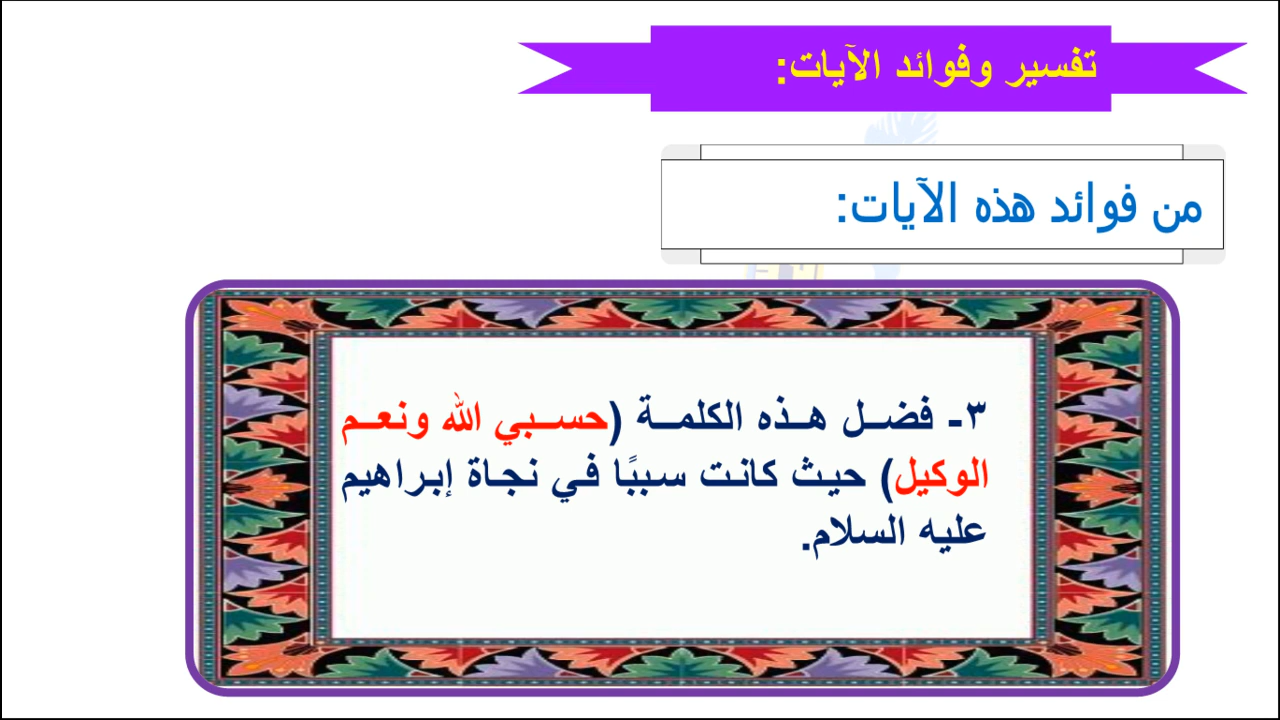 تفسير وفوائد الآيات:
من فوائد هذه الآيات:
٣- فضل هذه الكلمة (حسبي الله ونعم
الوكيل) حيث كانت سببًا في نجاة إبراهيم
عليه السلام.